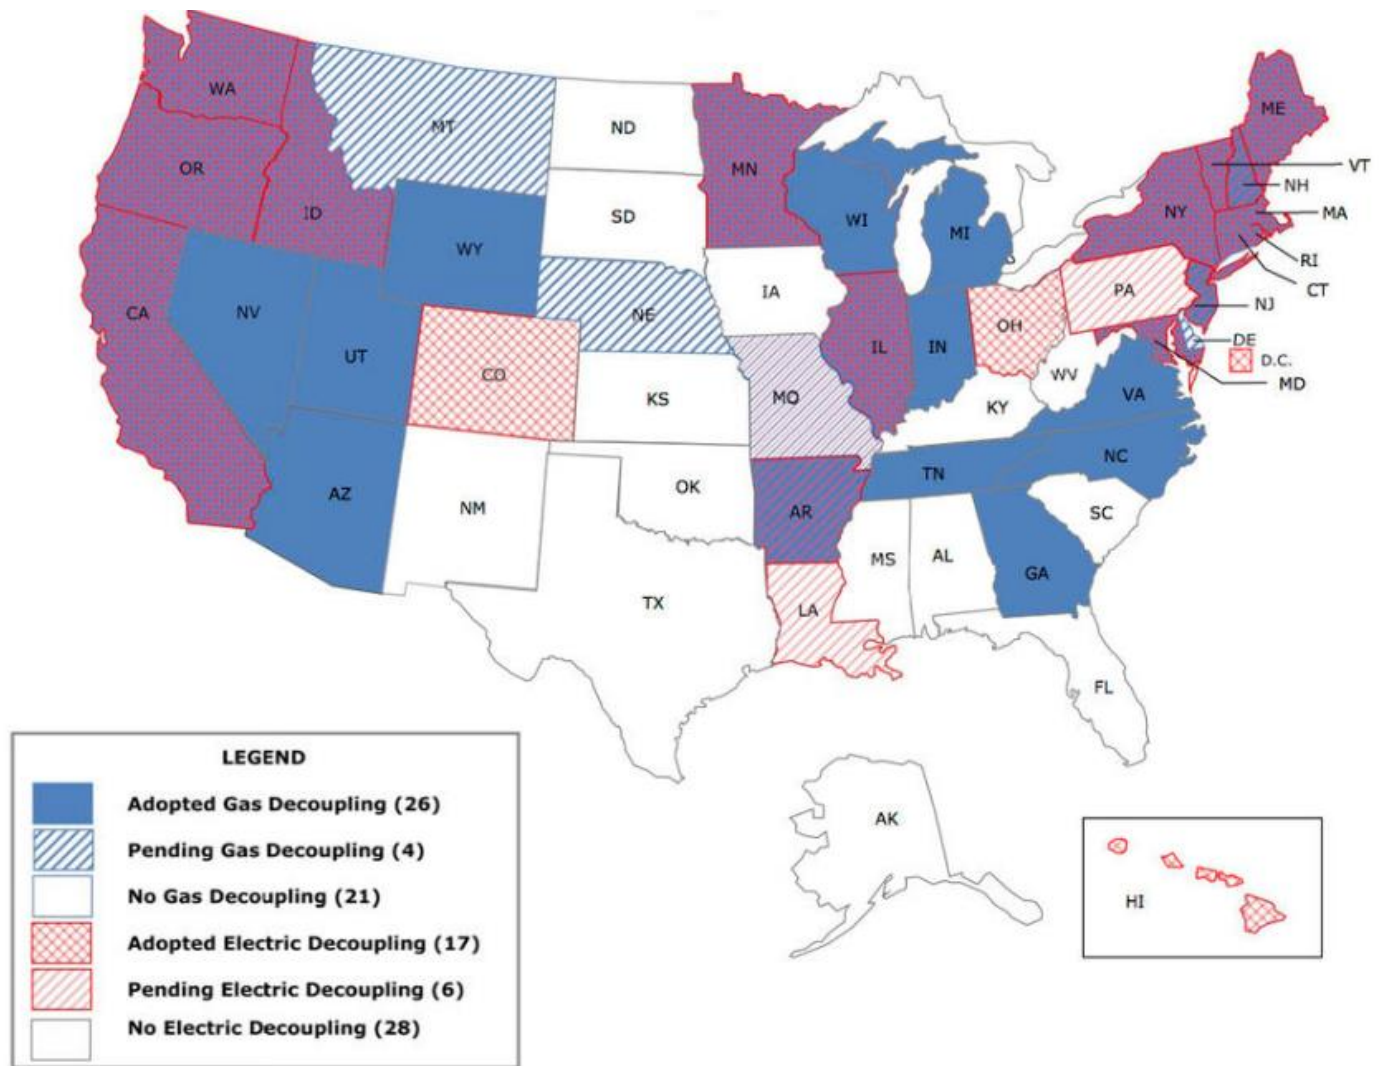 WA
ME
MT
ND
VT
OR
MN
NH
ID
SD
WI
NY
MA
WY
MI
RI
IA
CT
PA
NJ
CA
NV
NE
OH
UT
IL
IN
DE
D.C.
CO
MD
WV
KS
MO
KY
VA
NC
TN
AZ
OK
NM
AR
SC
MS
AL
GA
TX
LA
FL
LEGEND
Adopted Gas Decoupling (26)
Pending Gas Decoupling (4)
No Gas Decoupling (21)
Adopted Electric Decoupling (17)
Pending Electric Decoupling (6)
No Electric Decoupling (28)
AK
HI